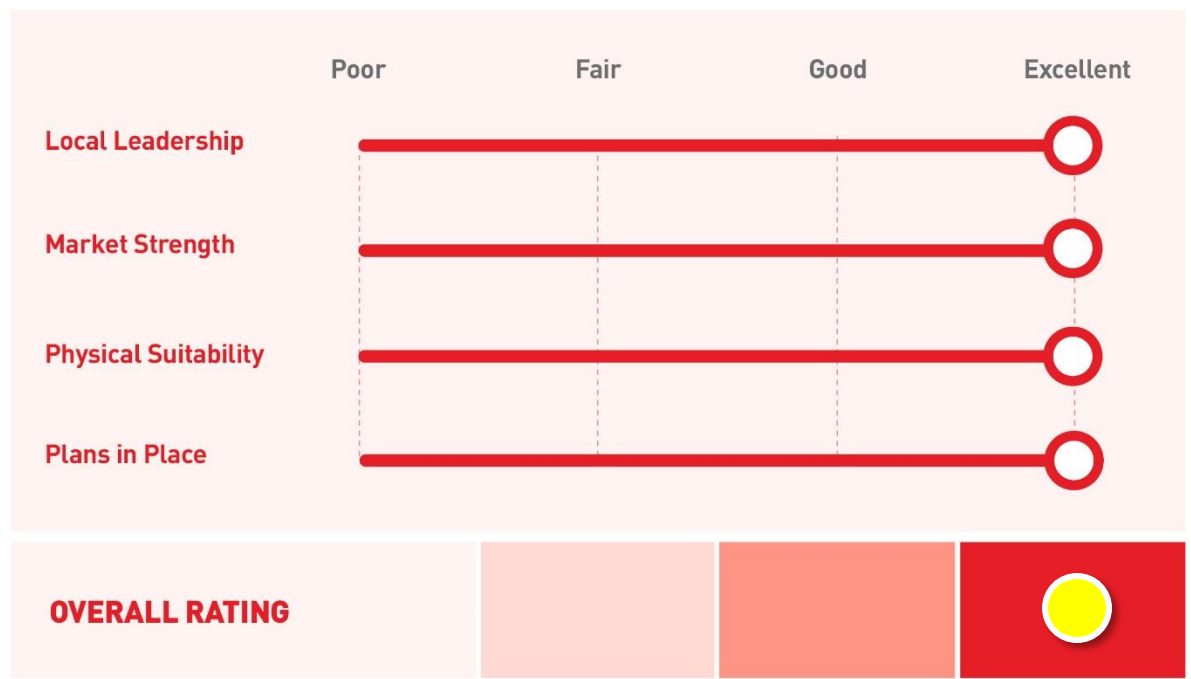 Poor Fair Good Excellent
Local Leadership
Market Strength
Physical Suitability
Plans in Place
OVERALL RATING